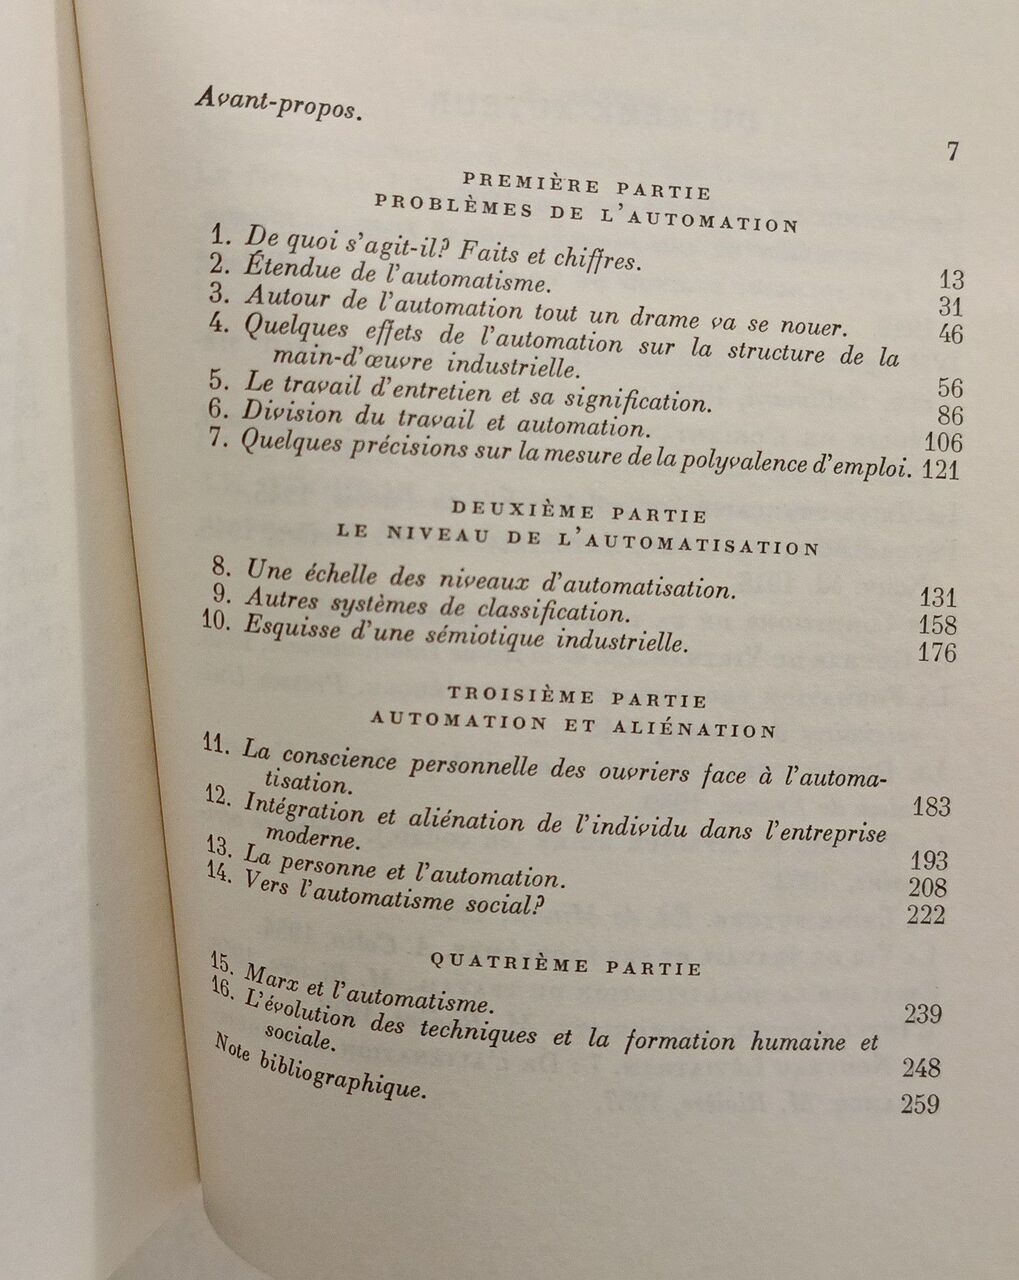 Avant-propos. 7
PREMIÈRE PARTIE
PROBLÈMES DE L'AUTOMATION
1. De quoi s'agit-il? Faits et chiffres. 13
2. Étendue de l'automatisme. 31
3. Autour de l'automation tout un drame va se nouer. 46
4. Quelques effets de l'automation sur la structure de la
main-d'œuvre industrielle. 56
5. Le travail d'entretien et sa signification. 86
6. Division du travail et automation. 106
7. Quelques précisions sur la mesure de la polyvalence d'emploi. 121
DEUXIÈME PARTIE
LE NIVEAU DE L'AUTOMATISATION
8. Une échelle des niveaux d'automatisation. 131
9. Autres systèmes de classification. 158
10. Esquisse d'une sémiotique industrielle. 176
TROISIÈME PARTIE
AUTOMATION ET ALIÉNATION
11. La conscience personnelle des ouvriers face à l'automa-
tisation. 183
12. Intégration et aliénation de l'individu dans l'entreprise
moderne. 193
13. La personne et l'automation. 208
14. Vers l'automatisme social? 222
QUATRIÈME PARTIE
15. Marx et l'automatisme. 239
16. L'évolution des techniques et la formation humaine et
sociale. 248
Note bibliographique. 259